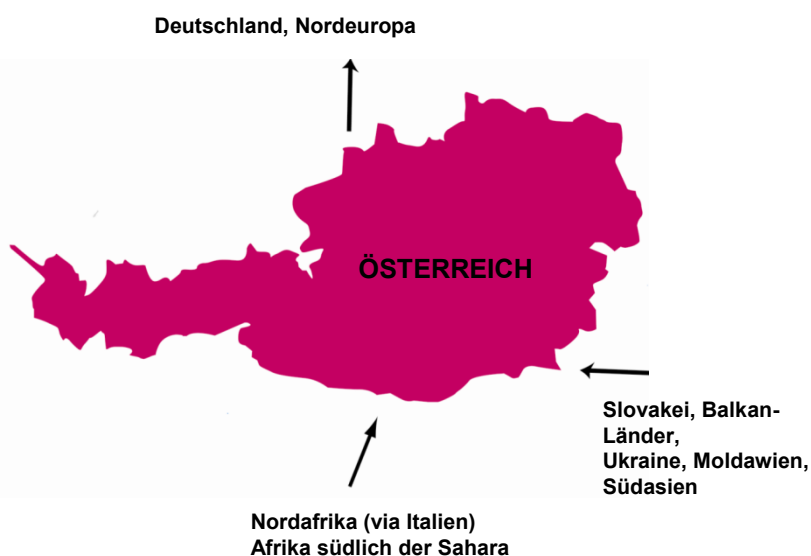 Deutschland, Nordeuropa
ÖSTERREICH
Slovakei, Balkan-
Länder,
Ukraine, Moldawien,
Südasien
Nordafrika (via Italien)
Afrika südlich der Sahara